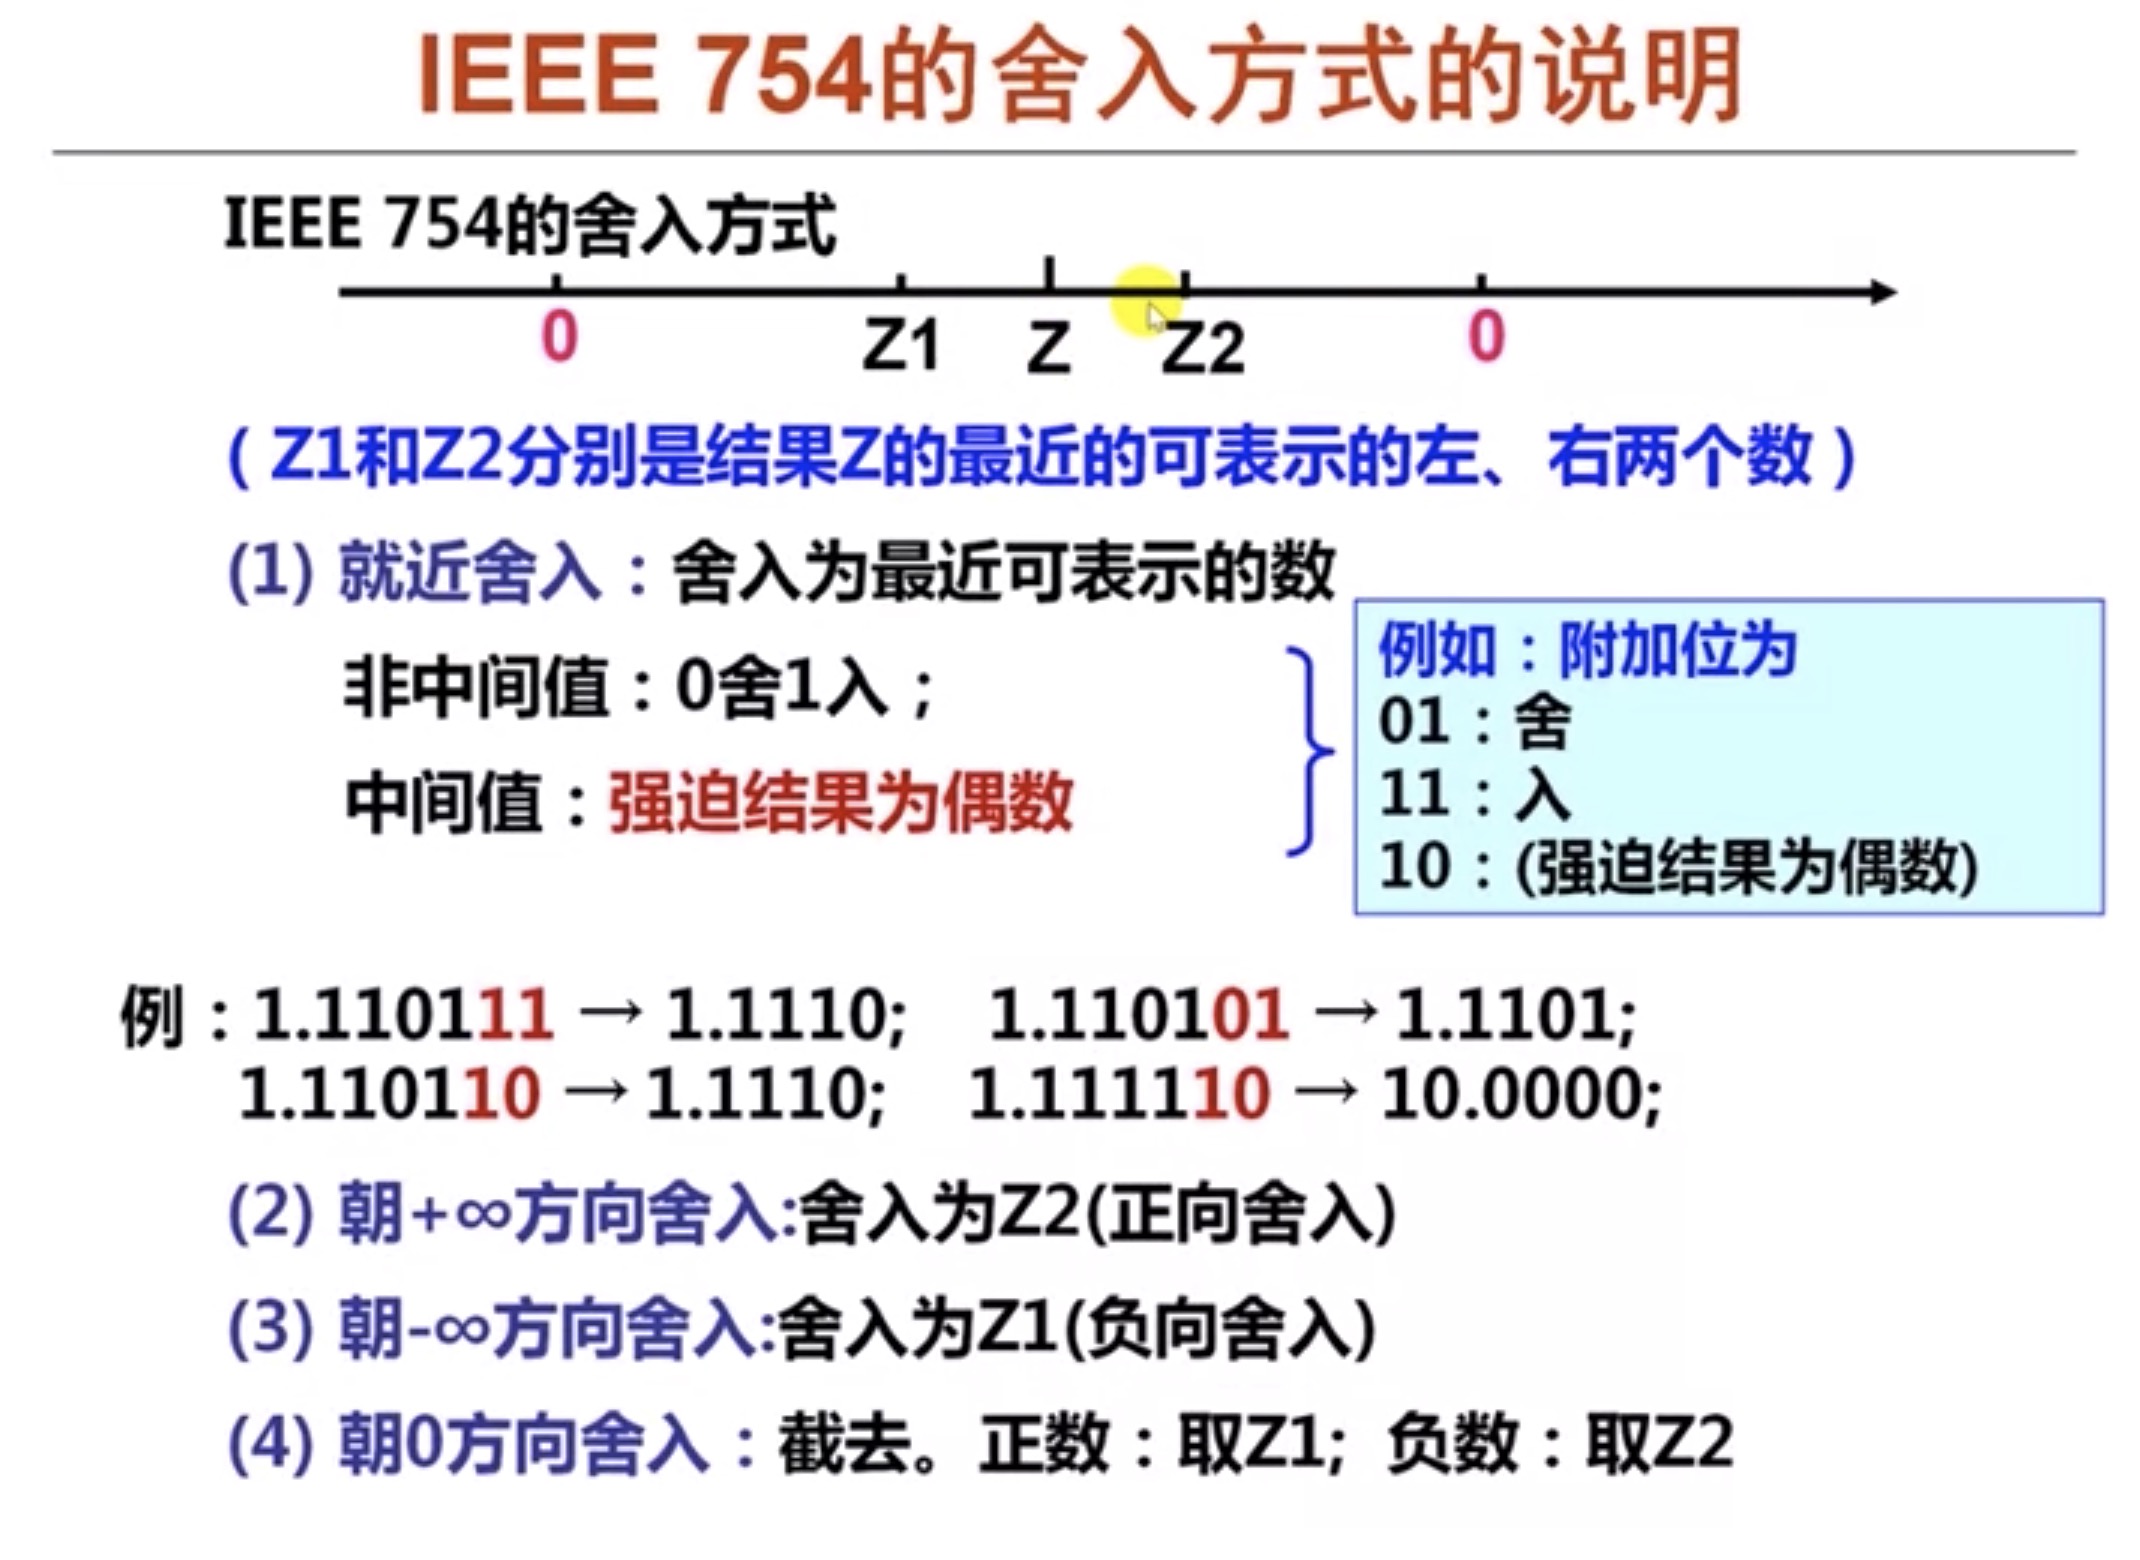 IEEE 754的舍入方式的说明
IEEE 754的舍入方式
0 Z1 Z Z2 0
（Z1和Z2分别是结果Z的最近的可表示的左、右两个数）
(1) 就近舍入：舍入为最近可表示的数
非中间值：0舍1入；
中间值：强迫结果为偶数
例如：附加位为
01：舍
11：入
10：(强迫结果为偶数)
例：1.110111 → 1.1110; 1.110101 → 1.1101;
1.110110 → 1.1110; 1.111110 → 10.0000;
(2) 朝+∞方向舍入:舍入为Z2(正向舍入)
(3) 朝-∞方向舍入:舍入为Z1(负向舍入)
(4) 朝0方向舍入：截去。正数：取Z1; 负数：取Z2